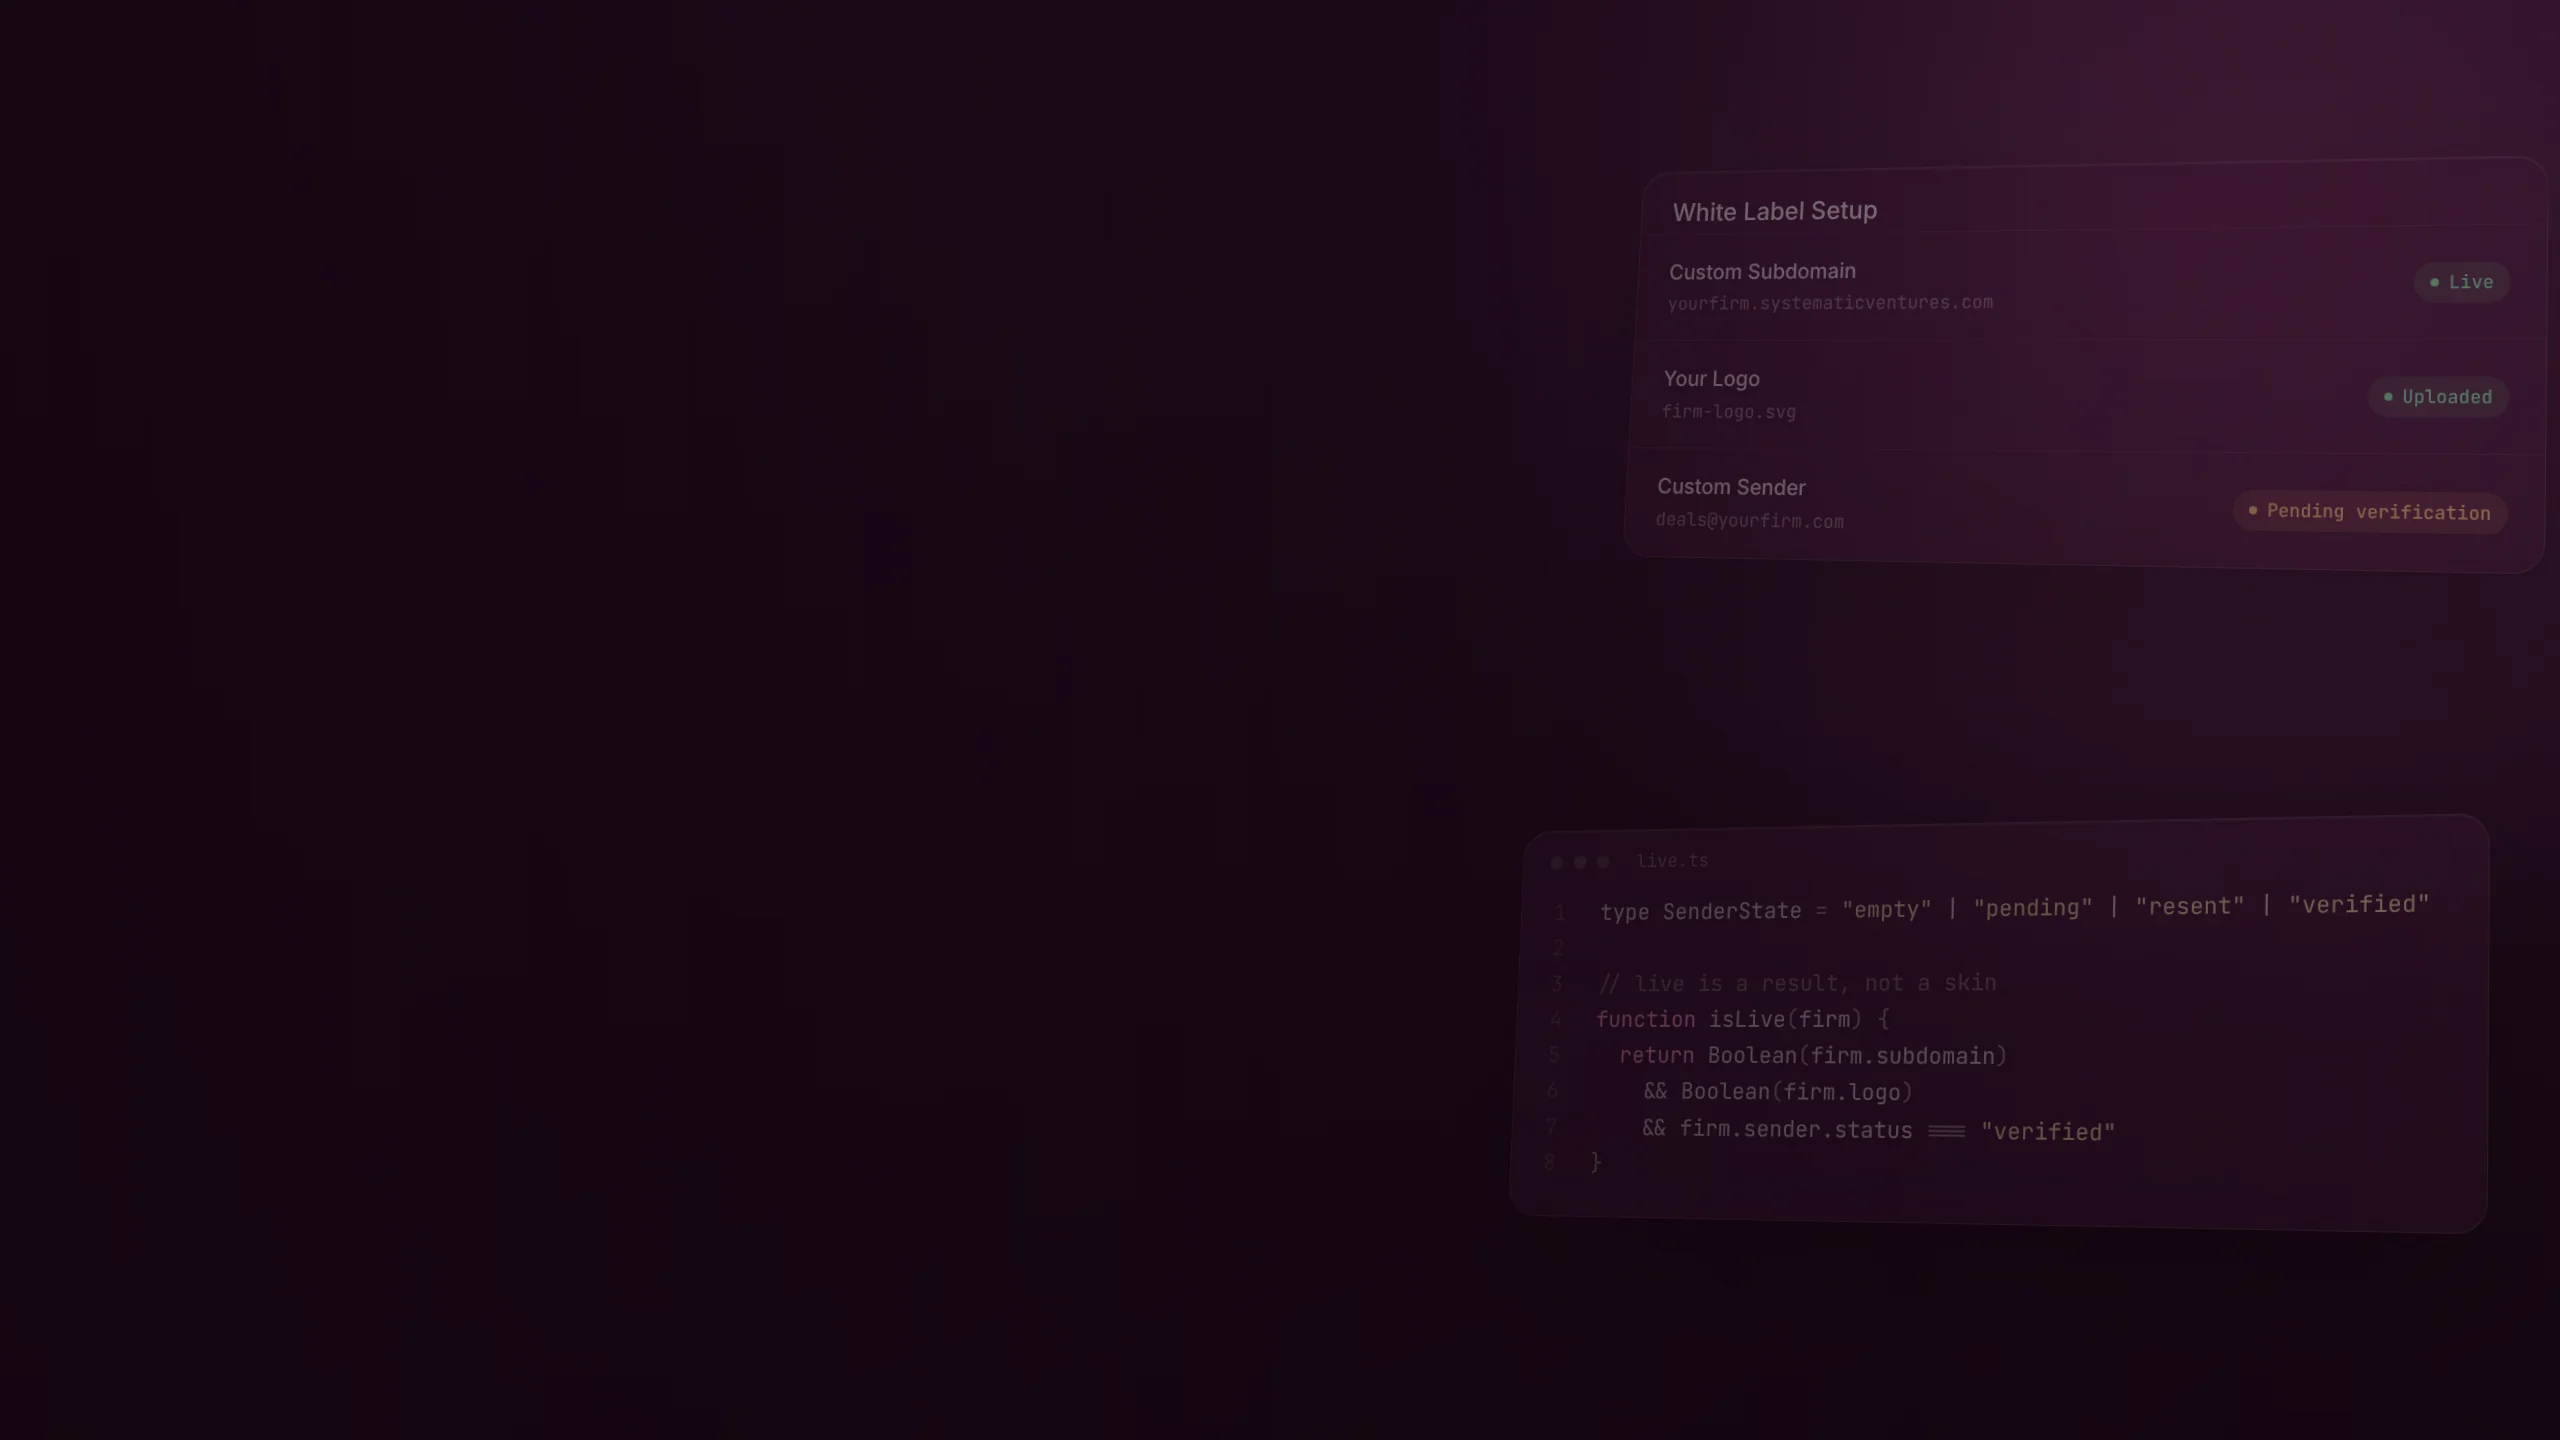 White Label Setup
Custom Subdomain
yourfirm.systematicventures.com
Live
Your Logo
firm-logo.svg
Uploaded
Custom Sender
deals@yourfirm.com
Pending verification
live.ts
1 type SenderState = "empty" | "pending" | "resent" | "verified"
2
3 // live is a result, not a skin
4 function isLive(firm) {
5 return Boolean(firm.subdomain)
6 && Boolean(firm.logo)
7 && firm.sender.status === "verified"
8 }